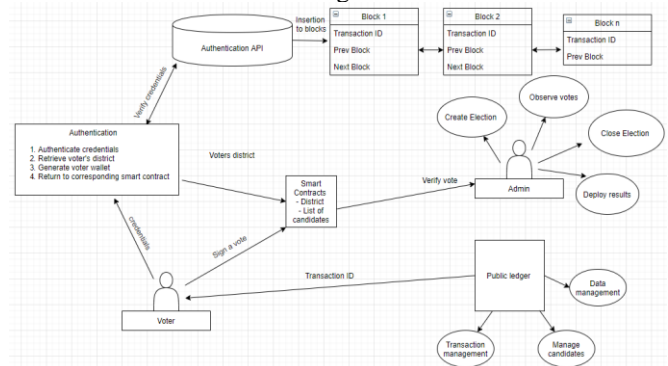 Authentication API
Insertion
to blocks
Block 1
Transaction ID
Prev Block
Next Block
Block 2
Transaction ID
Prev Block
Next Block
Block n
Transaction ID
Prev Block
Verify credentials
Authentication
1. Authenticate credentials
2. Retrieve voter's district
3. Generate voter wallet
4. Return to corresponding smart contract
Voters district
Smart
Contracts
- District
- List of
candidates
Verify vote
Create Election
Observe votes
Close Election
Deploy results
Admin
credentials
Sign a vote
Voter
Transaction ID
Public ledger
Data
management
Transaction
management
Manage
candidates